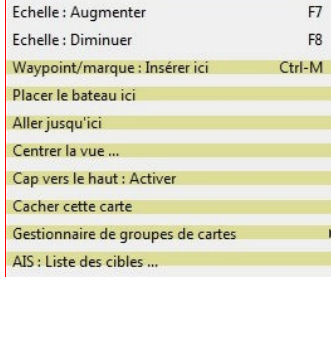 Echelle : Augmenter F7
Echelle : Diminuer F8
Waypoint/marque : Insérer ici Ctrl-M
Placer le bateau ici
Aller jusqu'ici
Centrer la vue ...
Cap vers le haut : Activer
Cacher cette carte
Gestionnaire de groupes de cartes
AIS : Liste des cibles ...